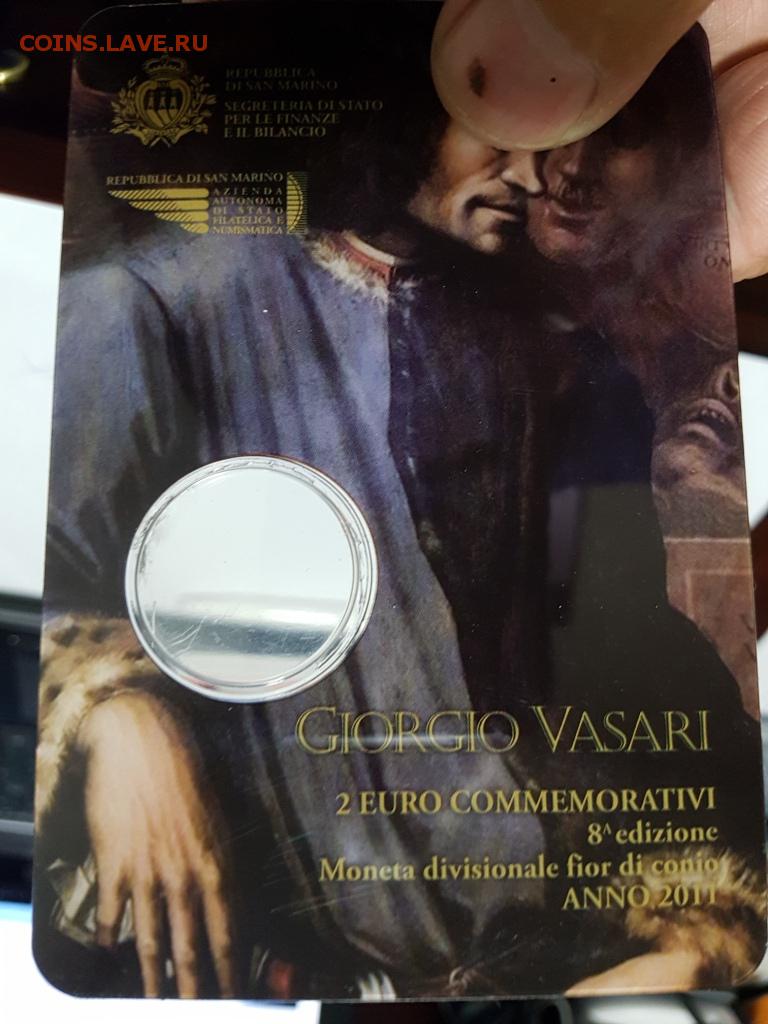 COINS.LAVE.RU
REPUBBLICA
DI SAN MARINO
SEGRETERIA DI STATO
PER LE FINANZE
E IL BILANCIO
REPUBBLICA DI SAN MARINO
AZIENDA
AUTONOMA
DI STATO
FILATELICA E
NUMISMATICA
GIORGIO VASARI
2 EURO COMMEMORATIVI
8ᴬ edizione
Moneta divisionale fior di conio
ANNO 2011